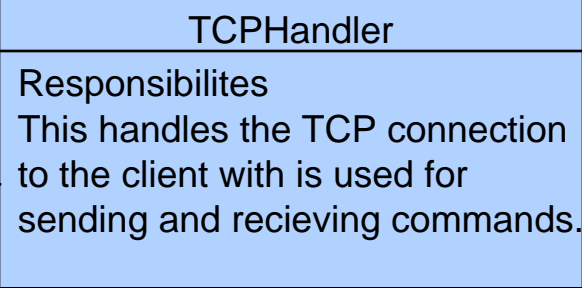 TCPHandler
Responsibilites
This handles the TCP connection
to the client with is used for
sending and recieving commands.